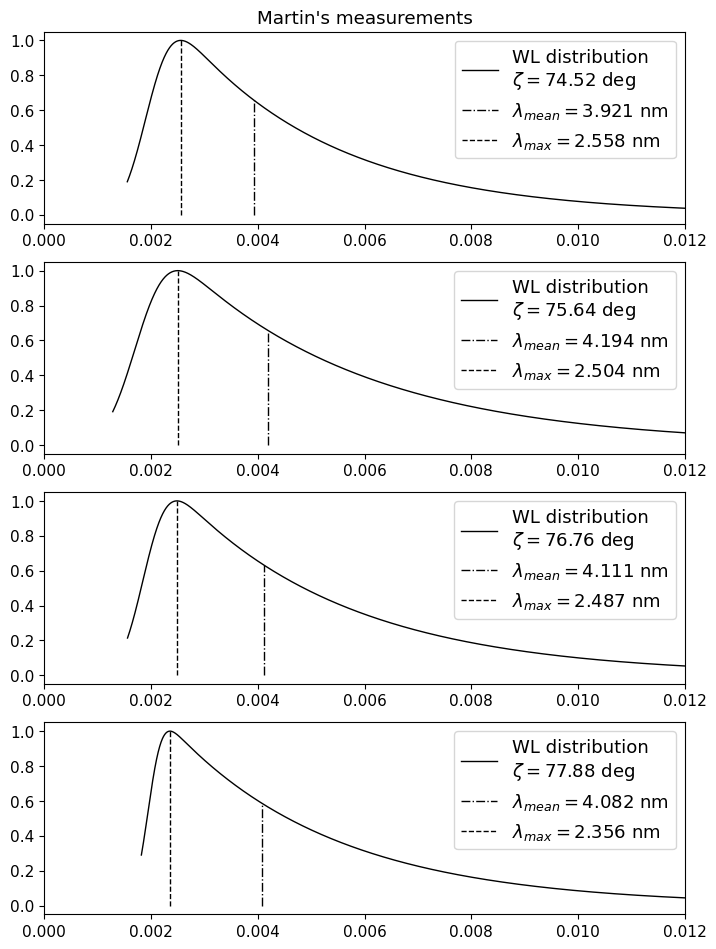 Martin's measurements
1.0
0.8
0.6
0.4
0.2
0.0
0.000 0.002 0.004 0.006 0.008 0.010 0.012
WL distribution
ζ = 74.52 deg
λmean = 3.921 nm
λmax = 2.558 nm
1.0
0.8
0.6
0.4
0.2
0.0
0.000 0.002 0.004 0.006 0.008 0.010 0.012
WL distribution
ζ = 75.64 deg
λmean = 4.194 nm
λmax = 2.504 nm
1.0
0.8
0.6
0.4
0.2
0.0
0.000 0.002 0.004 0.006 0.008 0.010 0.012
WL distribution
ζ = 76.76 deg
λmean = 4.111 nm
λmax = 2.487 nm
1.0
0.8
0.6
0.4
0.2
0.0
0.000 0.002 0.004 0.006 0.008 0.010 0.012
WL distribution
ζ = 77.88 deg
λmean = 4.082 nm
λmax = 2.356 nm